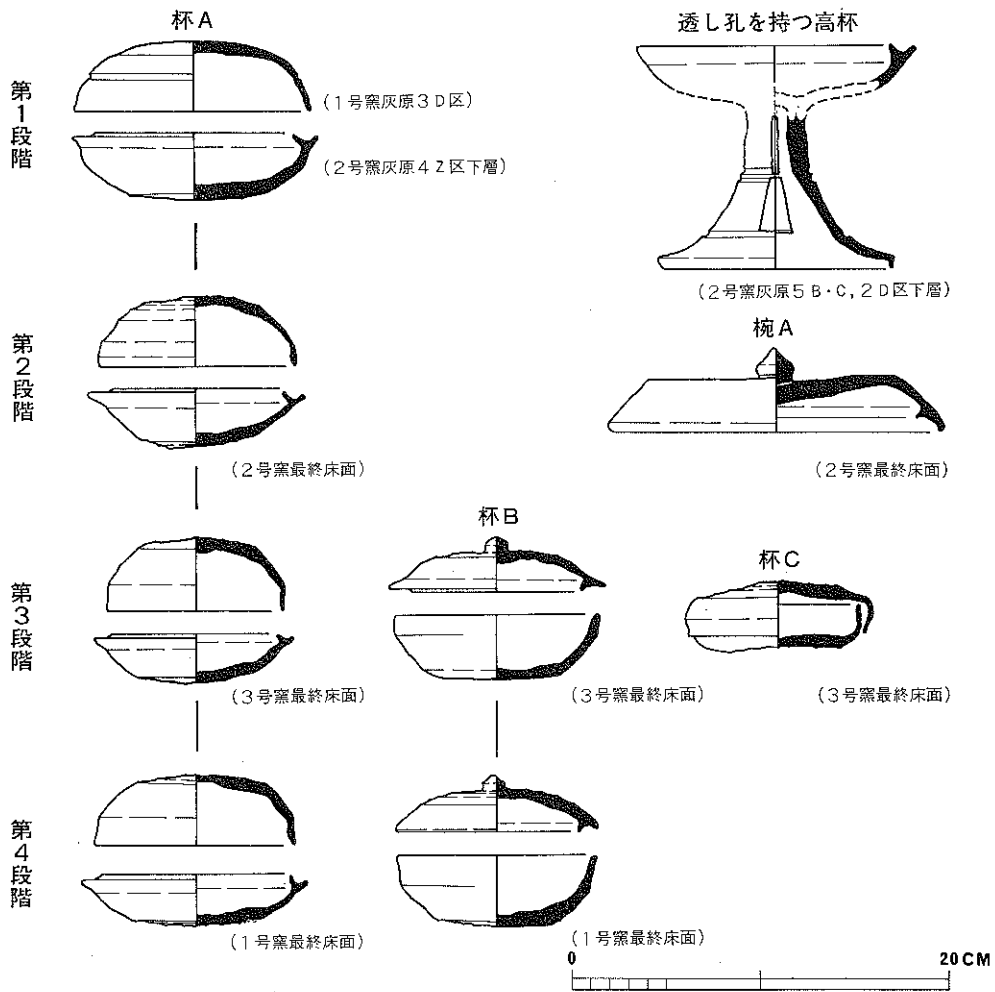 杯A
透し孔を持つ高杯
第1段階
(1号窯灰原3D区)
(2号窯灰原4Z区下層)
(2号窯灰原5B・C,2D区下層)
椀A
第2段階
(2号窯最終床面)
(2号窯最終床面)
杯B
杯C
第3段階
(3号窯最終床面)
(3号窯最終床面)
(3号窯最終床面)
第4段階
(1号窯最終床面)
(1号窯最終床面)
0
20CM